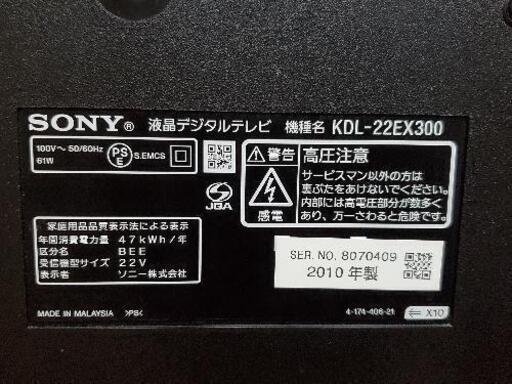 SONY® 液晶デジタルテレビ 機種名 KDL-22EX300
100V～ 50/60Hz
61W
PS
E
S.EMCS
JQA
警告 高圧注意
感電
サービスマン以外の方は
裏ぶたをあけないでください。
内部には高電圧部分が数多く
あり、万一さわると危険です。
家庭用品品質表示法による表示
年間消費電力量 47kWh/年
区分名 BEE
受信機型サイズ 22V
表示者 ソニー株式会社
SER. NO. 8070409
2010年製
MADE IN MALAYSIA >PS<
4-174-406-21
X10